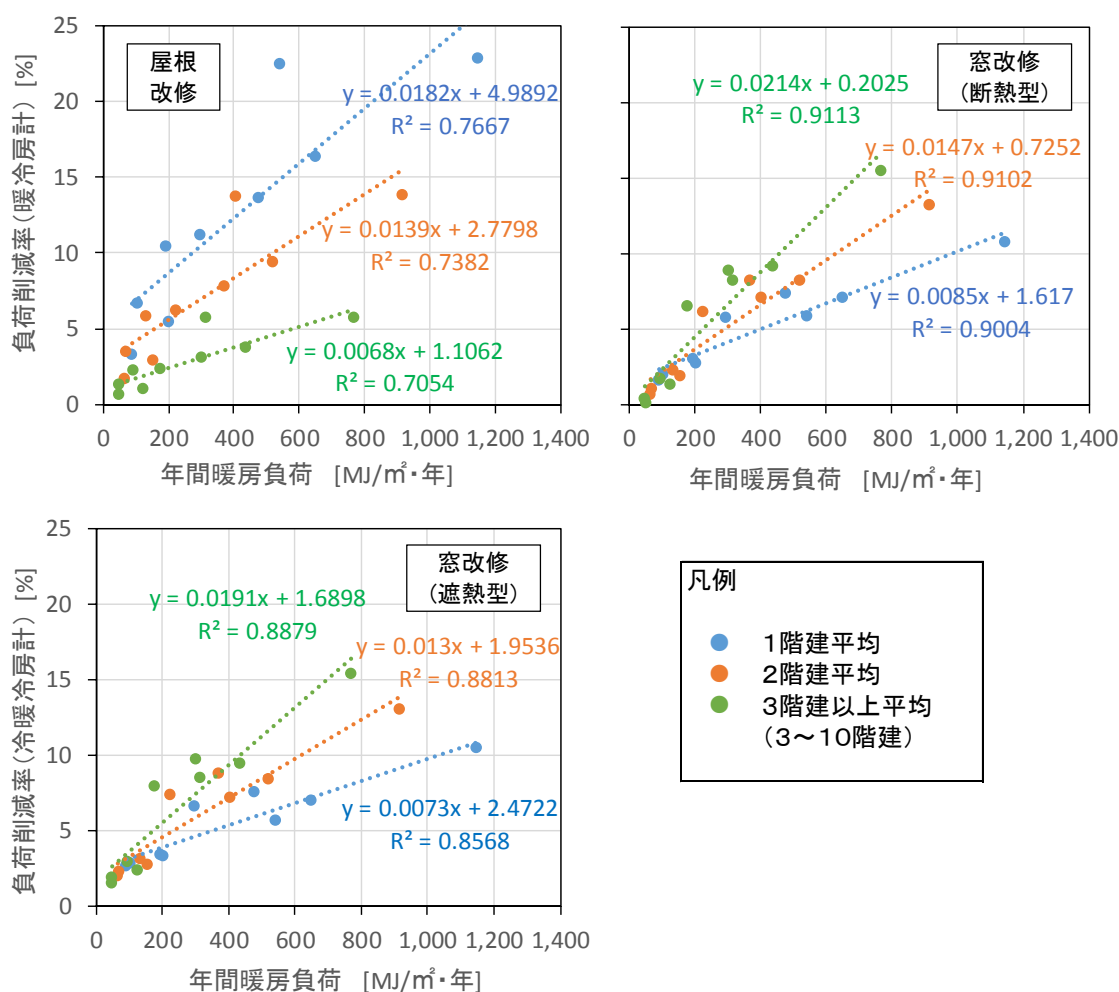 負荷削減率（暖冷房計） [%]
25
20
15
10
5
0
屋根
改修
y = 0.0182x + 4.9892
R² = 0.7667
y = 0.0139x + 2.7798
R² = 0.7382
y = 0.0068x + 1.1062
R² = 0.7054
0 200 400 600 800 1,000 1,200 1,400
年間暖房負荷 [MJ/㎡・年]
窓改修
（断熱型）
y = 0.0214x + 0.2025
R² = 0.9113
y = 0.0147x + 0.7252
R² = 0.9102
y = 0.0085x + 1.617
R² = 0.9004
0 200 400 600 800 1,000 1,200 1,400
年間暖房負荷 [MJ/㎡・年]
負荷削減率（冷暖冷房計） [%]
25
20
15
10
5
0
窓改修
（遮熱型）
y = 0.0191x + 1.6898
R² = 0.8879
y = 0.013x + 1.9536
R² = 0.8813
y = 0.0073x + 2.4722
R² = 0.8568
0 200 400 600 800 1,000 1,200 1,400
年間暖房負荷 [MJ/㎡・年]
凡例
１階建平均
２階建平均
３階建以上平均
（３～１０階建）